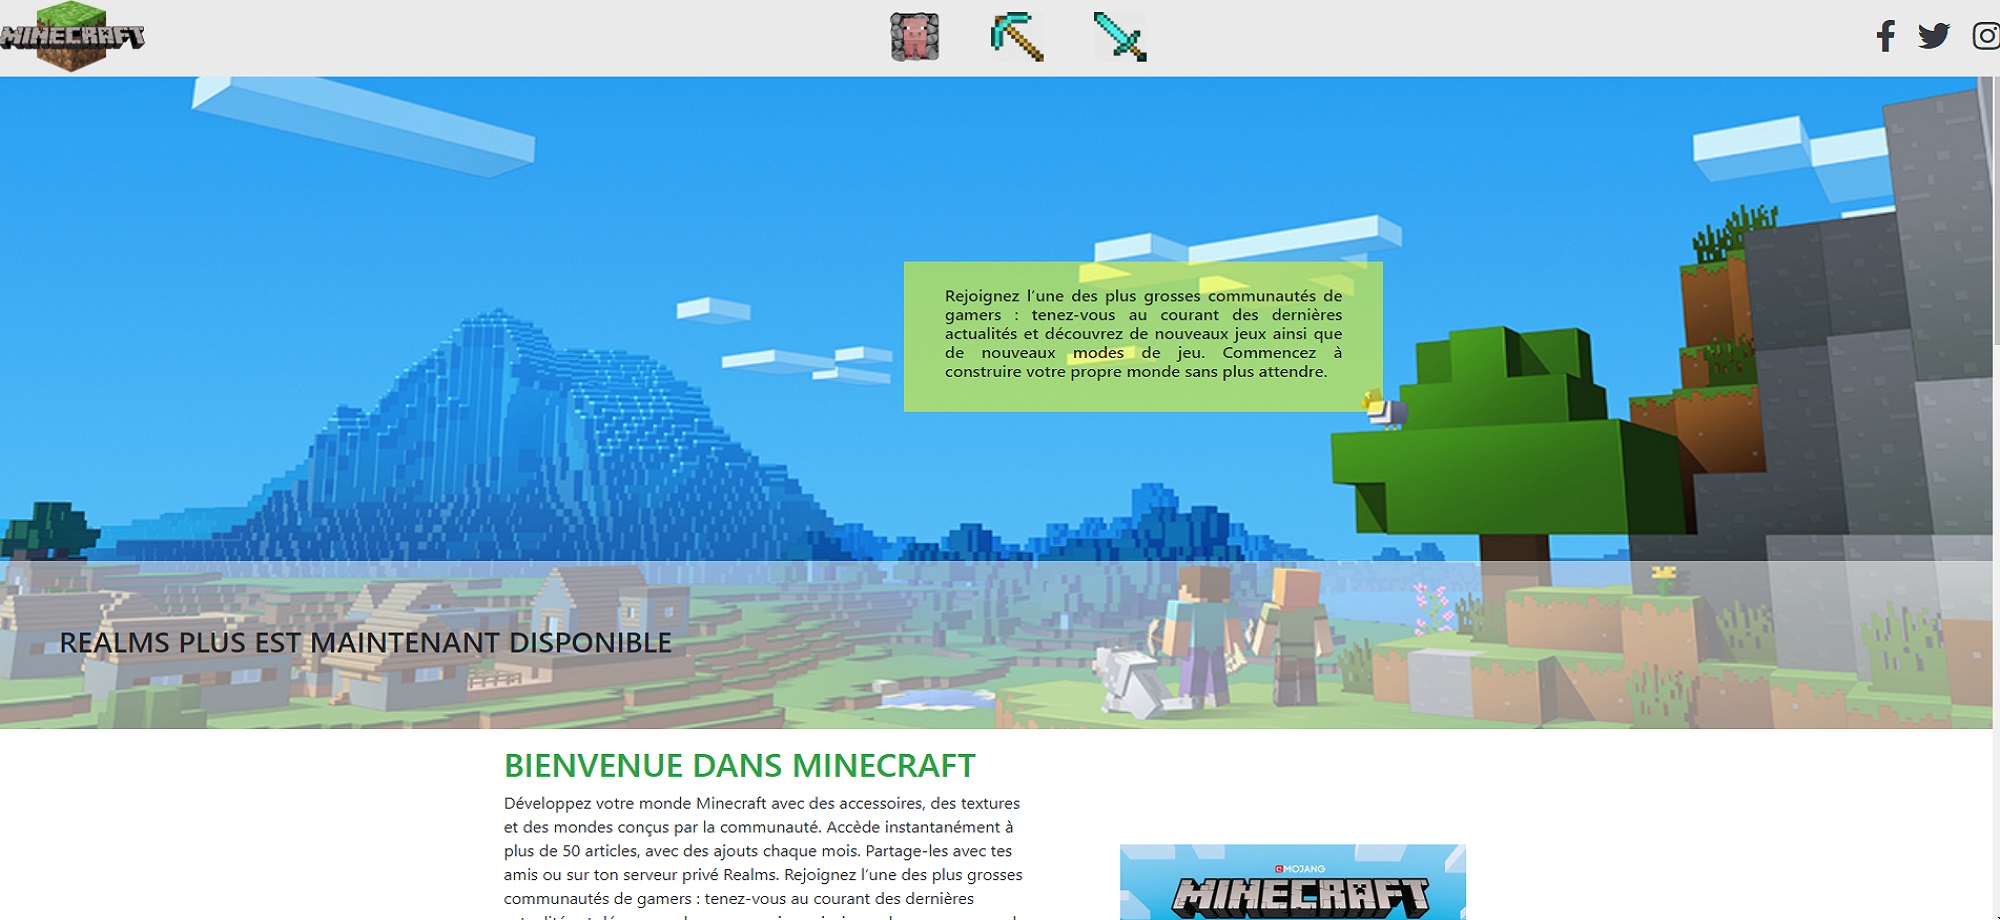 MINECRAFT
Rejoignez l’une des plus grosses communautés de
gamers : tenez-vous au courant des dernières
actualités et découvrez de nouveaux jeux ainsi que
de nouveaux modes de jeu. Commencez à
construire votre propre monde sans plus attendre.
REALMS PLUS EST MAINTENANT DISPONIBLE
BIENVENUE DANS MINECRAFT
Développez votre monde Minecraft avec des accessoires, des textures
et des mondes conçus par la communauté. Accède instantanément à
plus de 50 articles, avec des ajouts chaque mois. Partage-les avec tes
amis ou sur ton serveur privé Realms. Rejoignez l’une des plus grosses
communautés de gamers : tenez-vous au courant des dernières
MOJANG
MINECRAFT